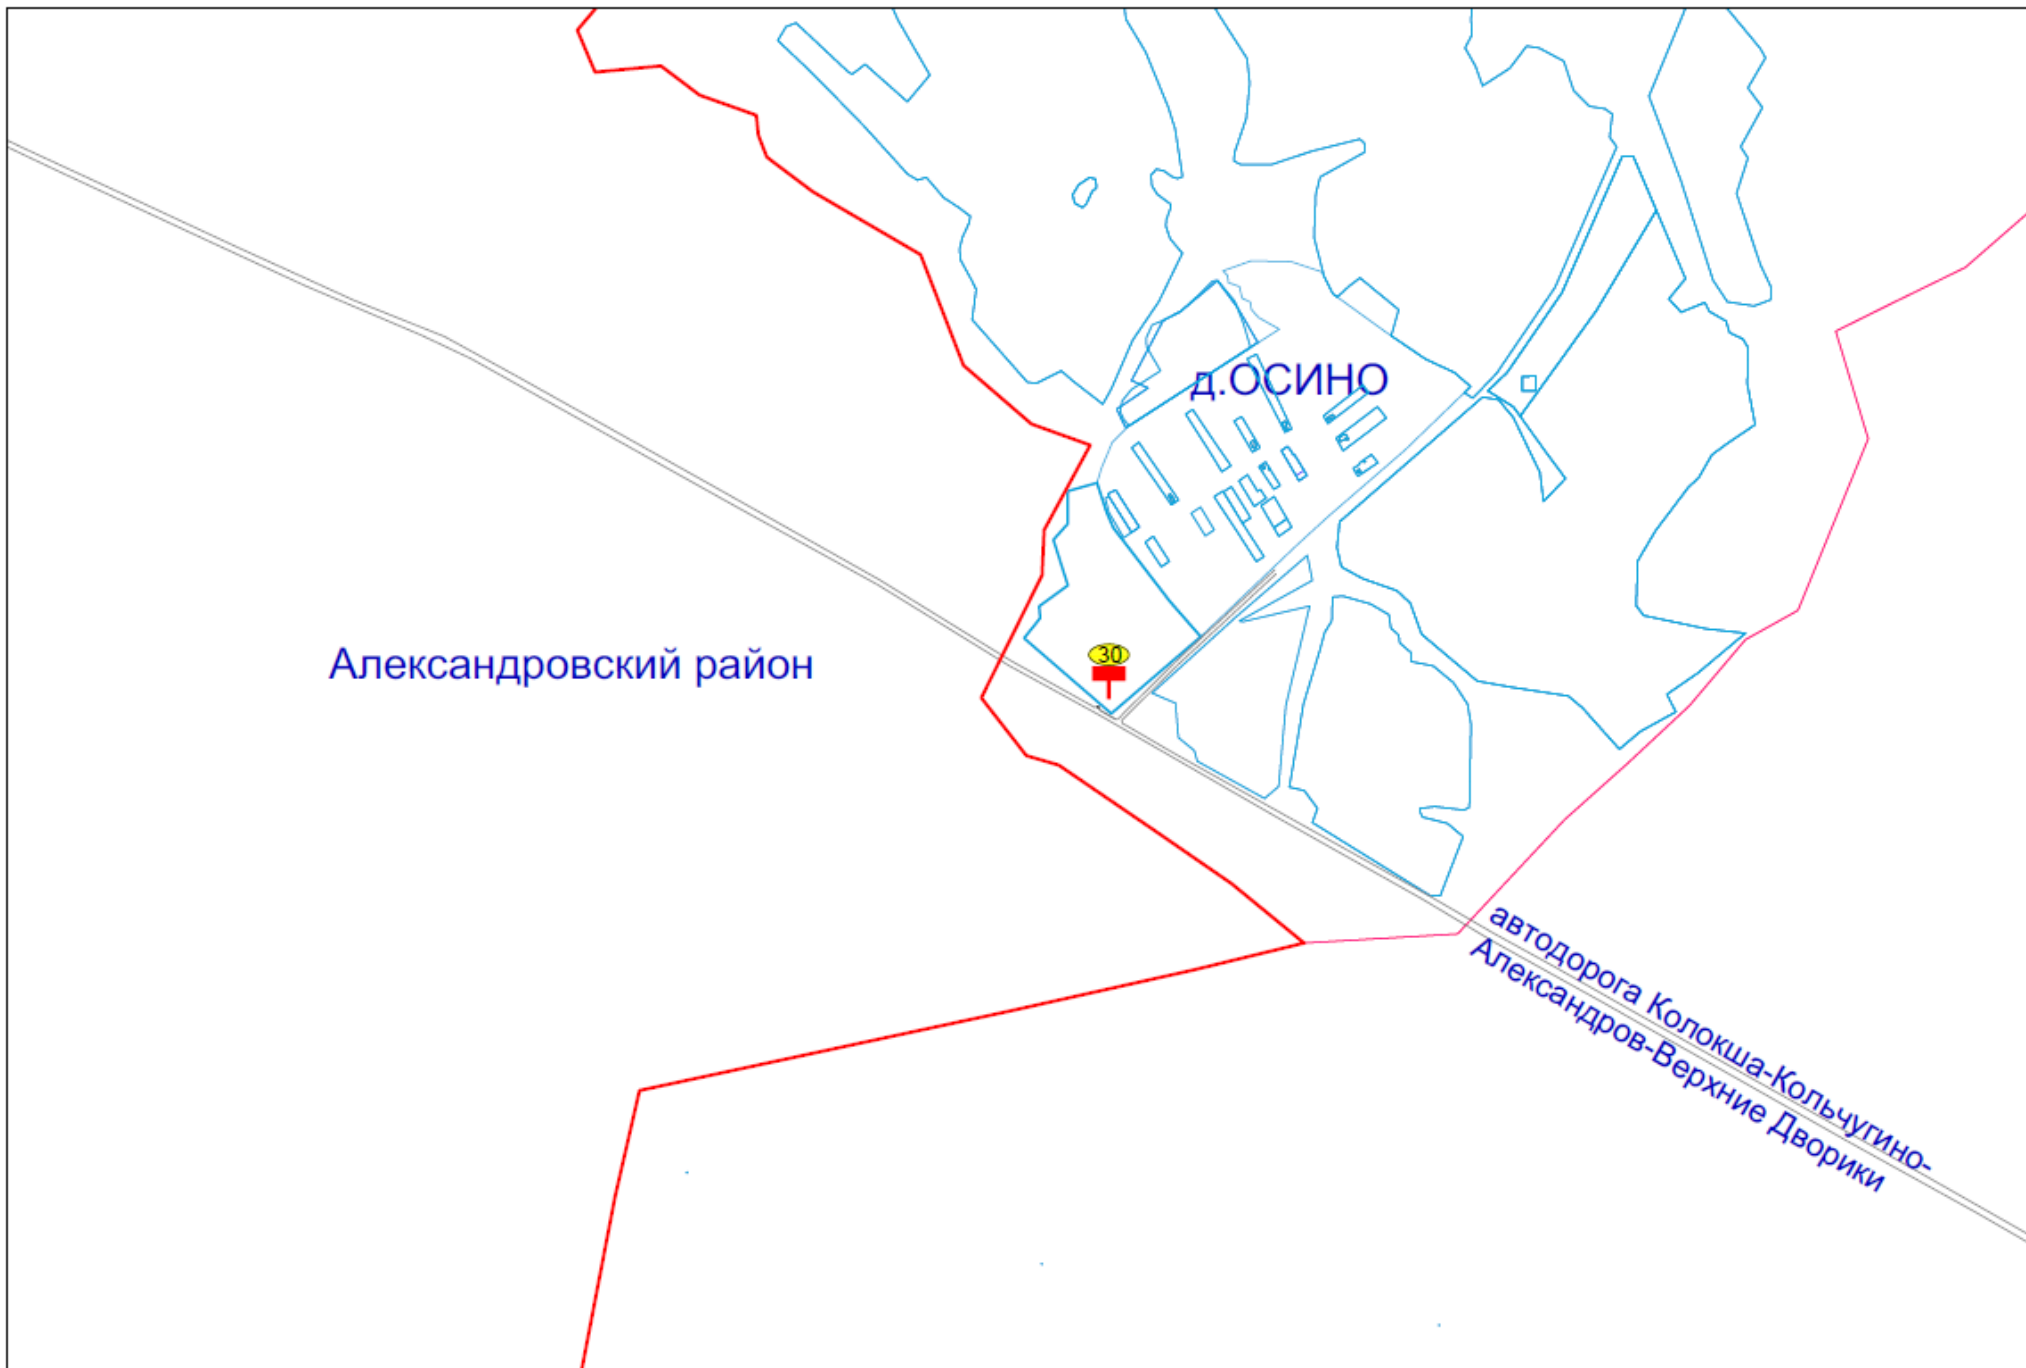 д.ОСИНО
30
Александровский район
автодорога Колокша-Кольчугино-
Александров-Верхние Дворики